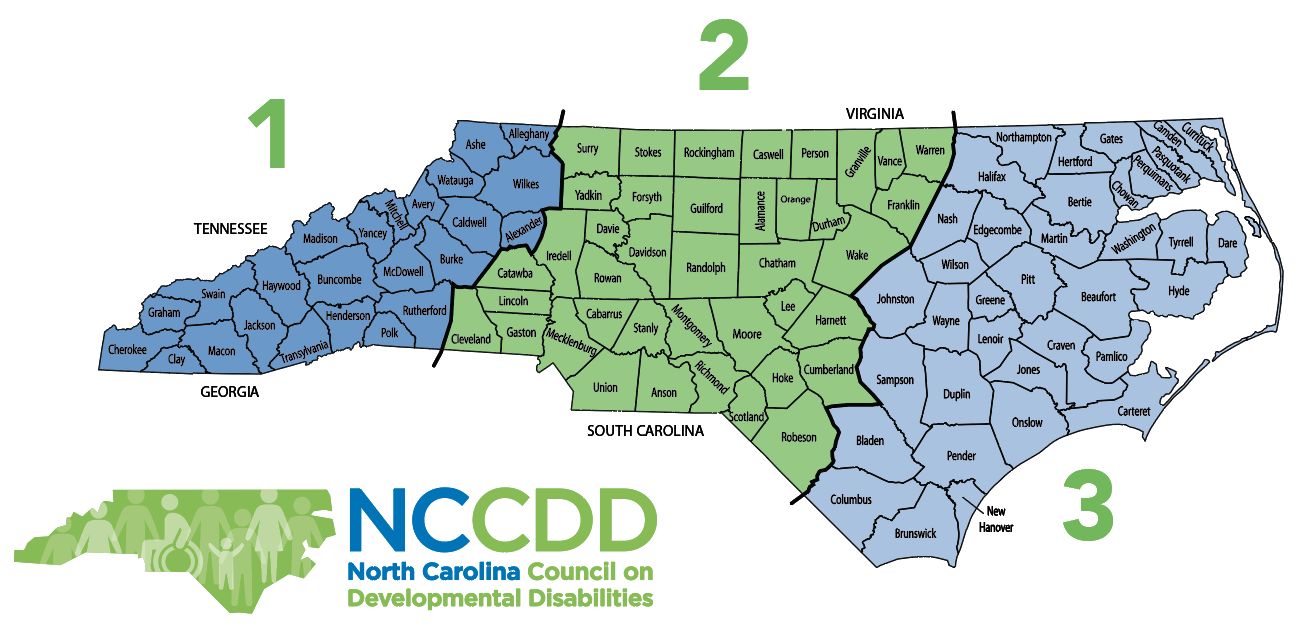 2
1
VIRGINIA
TENNESSEE
GEORGIA
SOUTH CAROLINA
3
Ashe
Alleghany
Watauga
Wilkes
Mitchell
Avery
Caldwell
Alexander
Madison
Yancey
Burke
McDowell
Buncombe
Haywood
Swain
Graham
Rutherford
Henderson
Polk
Jackson
Transylvania
Cherokee
Clay
Macon
Surry
Stokes
Rockingham
Caswell
Person
Granville
Vance
Warren
Yadkin
Forsyth
Guilford
Alamance
Orange
Durham
Franklin
Davie
Davidson
Iredell
Rowan
Randolph
Chatham
Wake
Catawba
Lincoln
Gaston
Cleveland
Mecklenburg
Cabarrus
Stanly
Montgomery
Moore
Lee
Harnett
Union
Anson
Richmond
Hoke
Cumberland
Scotland
Robeson
Northampton
Gates
Camden
Currituck
Hertford
Pasquotank
Perquimans
Halifax
Chowan
Bertie
Nash
Edgecombe
Martin
Washington
Tyrrell
Dare
Wilson
Pitt
Beaufort
Hyde
Johnston
Greene
Wayne
Lenoir
Craven
Pamlico
Jones
Sampson
Duplin
Onslow
Carteret
Bladen
Pender
Columbus
Brunswick
New
Hanover
NCCDD
North Carolina Council on
Developmental Disabilities